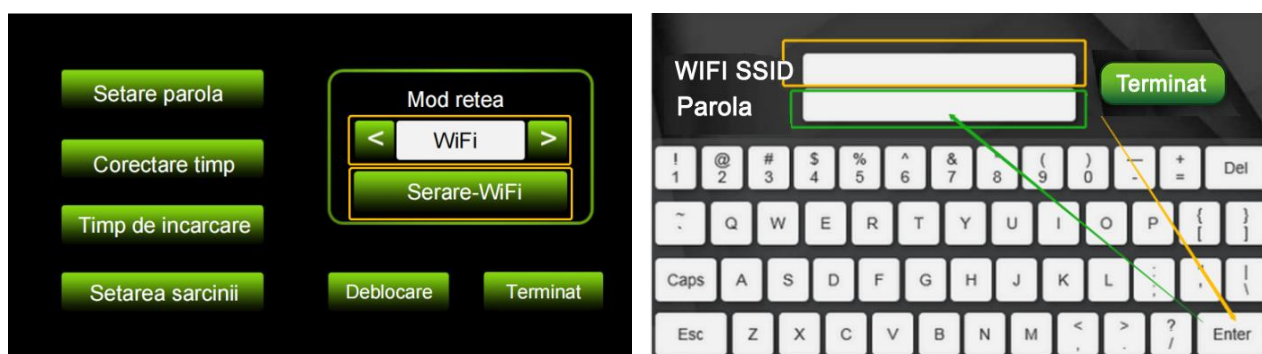 Setare parola
Corectare timp
Timp de incarcare
Setarea sarcinii
Mod retea
< WiFi >
Serare-WiFi
Deblocare Terminat
WIFI SSID
Parola
Terminat
! @ # $ % ^ & * ( ) — +
1 2 3 4 5 6 7 8 9 0 - = Del
~ Q W E R T Y U I O P { }
[ ]
Caps A S D F G H J K L : |
; ' \
Esc Z X C V B N M < > ? Enter
, . /